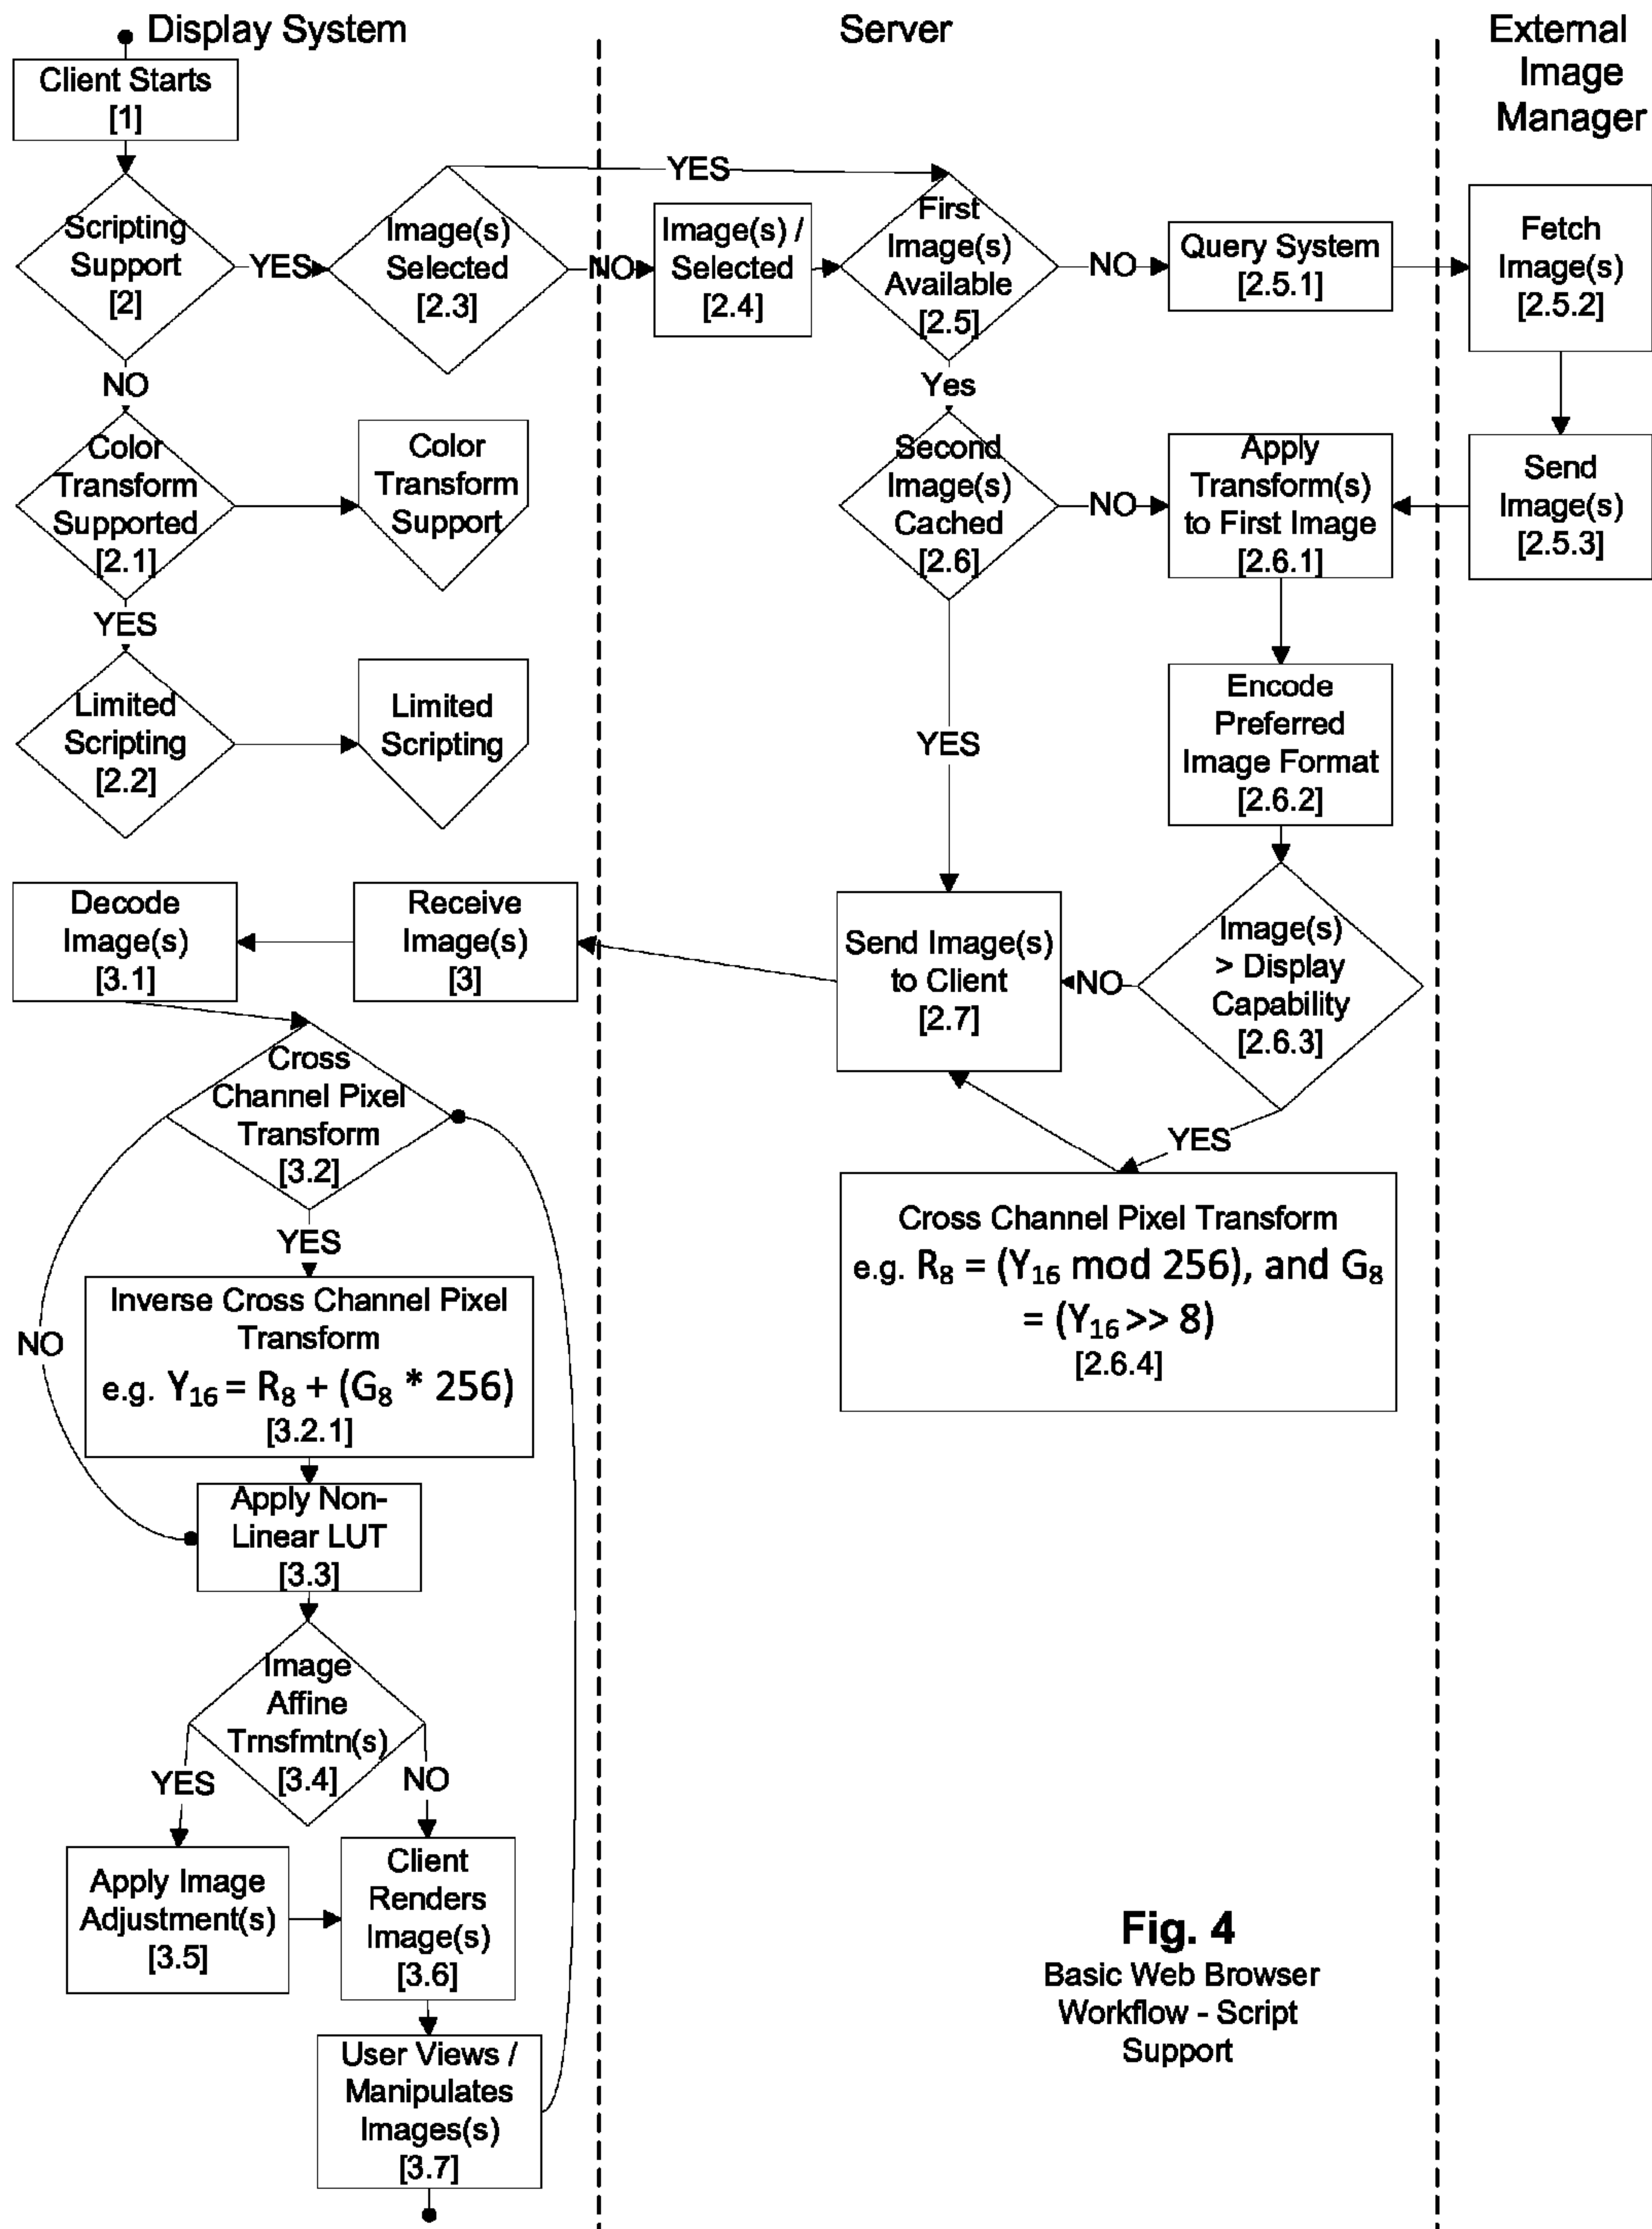 Display System
Server
External
Image
Manager
Client Starts
[1]
Scripting
Support
[2]
YES
Image(s)
Selected
[2.3]
YES
NO
Image(s) /
Selected
[2.4]
First
Image(s)
Available
[2.5]
NO
Query System
[2.5.1]
Fetch
Image(s)
[2.5.2]
NO
Yes
Color
Transform
Supported
[2.1]
Color
Transform
Support
Second
Image(s)
Cached
[2.6]
NO
Apply
Transform(s)
to First Image
[2.6.1]
Send
Image(s)
[2.5.3]
YES
Limited
Scripting
[2.2]
Limited
Scripting
YES
Encode
Preferred
Image Format
[2.6.2]
Decode
Image(s)
[3.1]
Receive
Image(s)
[3]
Send Image(s)
to Client
[2.7]
NO
Image(s)
> Display
Capability
[2.6.3]
YES
Cross
Channel Pixel
Transform
[3.2]
Cross Channel Pixel Transform
e.g. R₈ = (Y₁₆ mod 256), and G₈
= (Y₁₆ >> 8)
[2.6.4]
YES
NO
Inverse Cross Channel Pixel
Transform
e.g. Y₁₆ = R₈ + (G₈ * 256)
[3.2.1]
Apply Non-
Linear LUT
[3.3]
Image
Affine
Trnsfmtn(s)
[3.4]
YES
NO
Apply Image
Adjustment(s)
[3.5]
Client
Renders
Image(s)
[3.6]
User Views /
Manipulates
Images(s)
[3.7]
Fig. 4
Basic Web Browser
Workflow - Script
Support